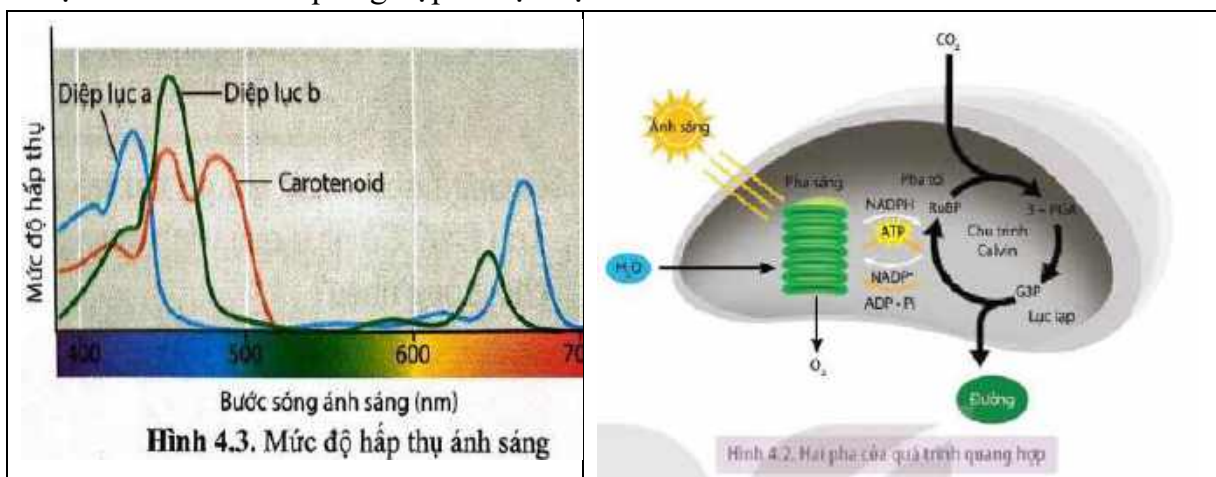 Diệp lục a
Diệp lục b
Carotenoid
Mức độ hấp thụ
400
500
600
Bước sóng ánh sáng (nm)
Hình 4.3. Mức độ hấp thụ ánh sáng
CO₂
Ánh sáng
Pha sáng
Pha tối
NADPH
RuBP
3 - PGA
ATP
Chu trình
Calvin
H₂O
NADP⁺
G3P
ADP + Pi
Lục lạp
O₂
Đường
Hình 4.2. Hai pha của quá trình quang hợp